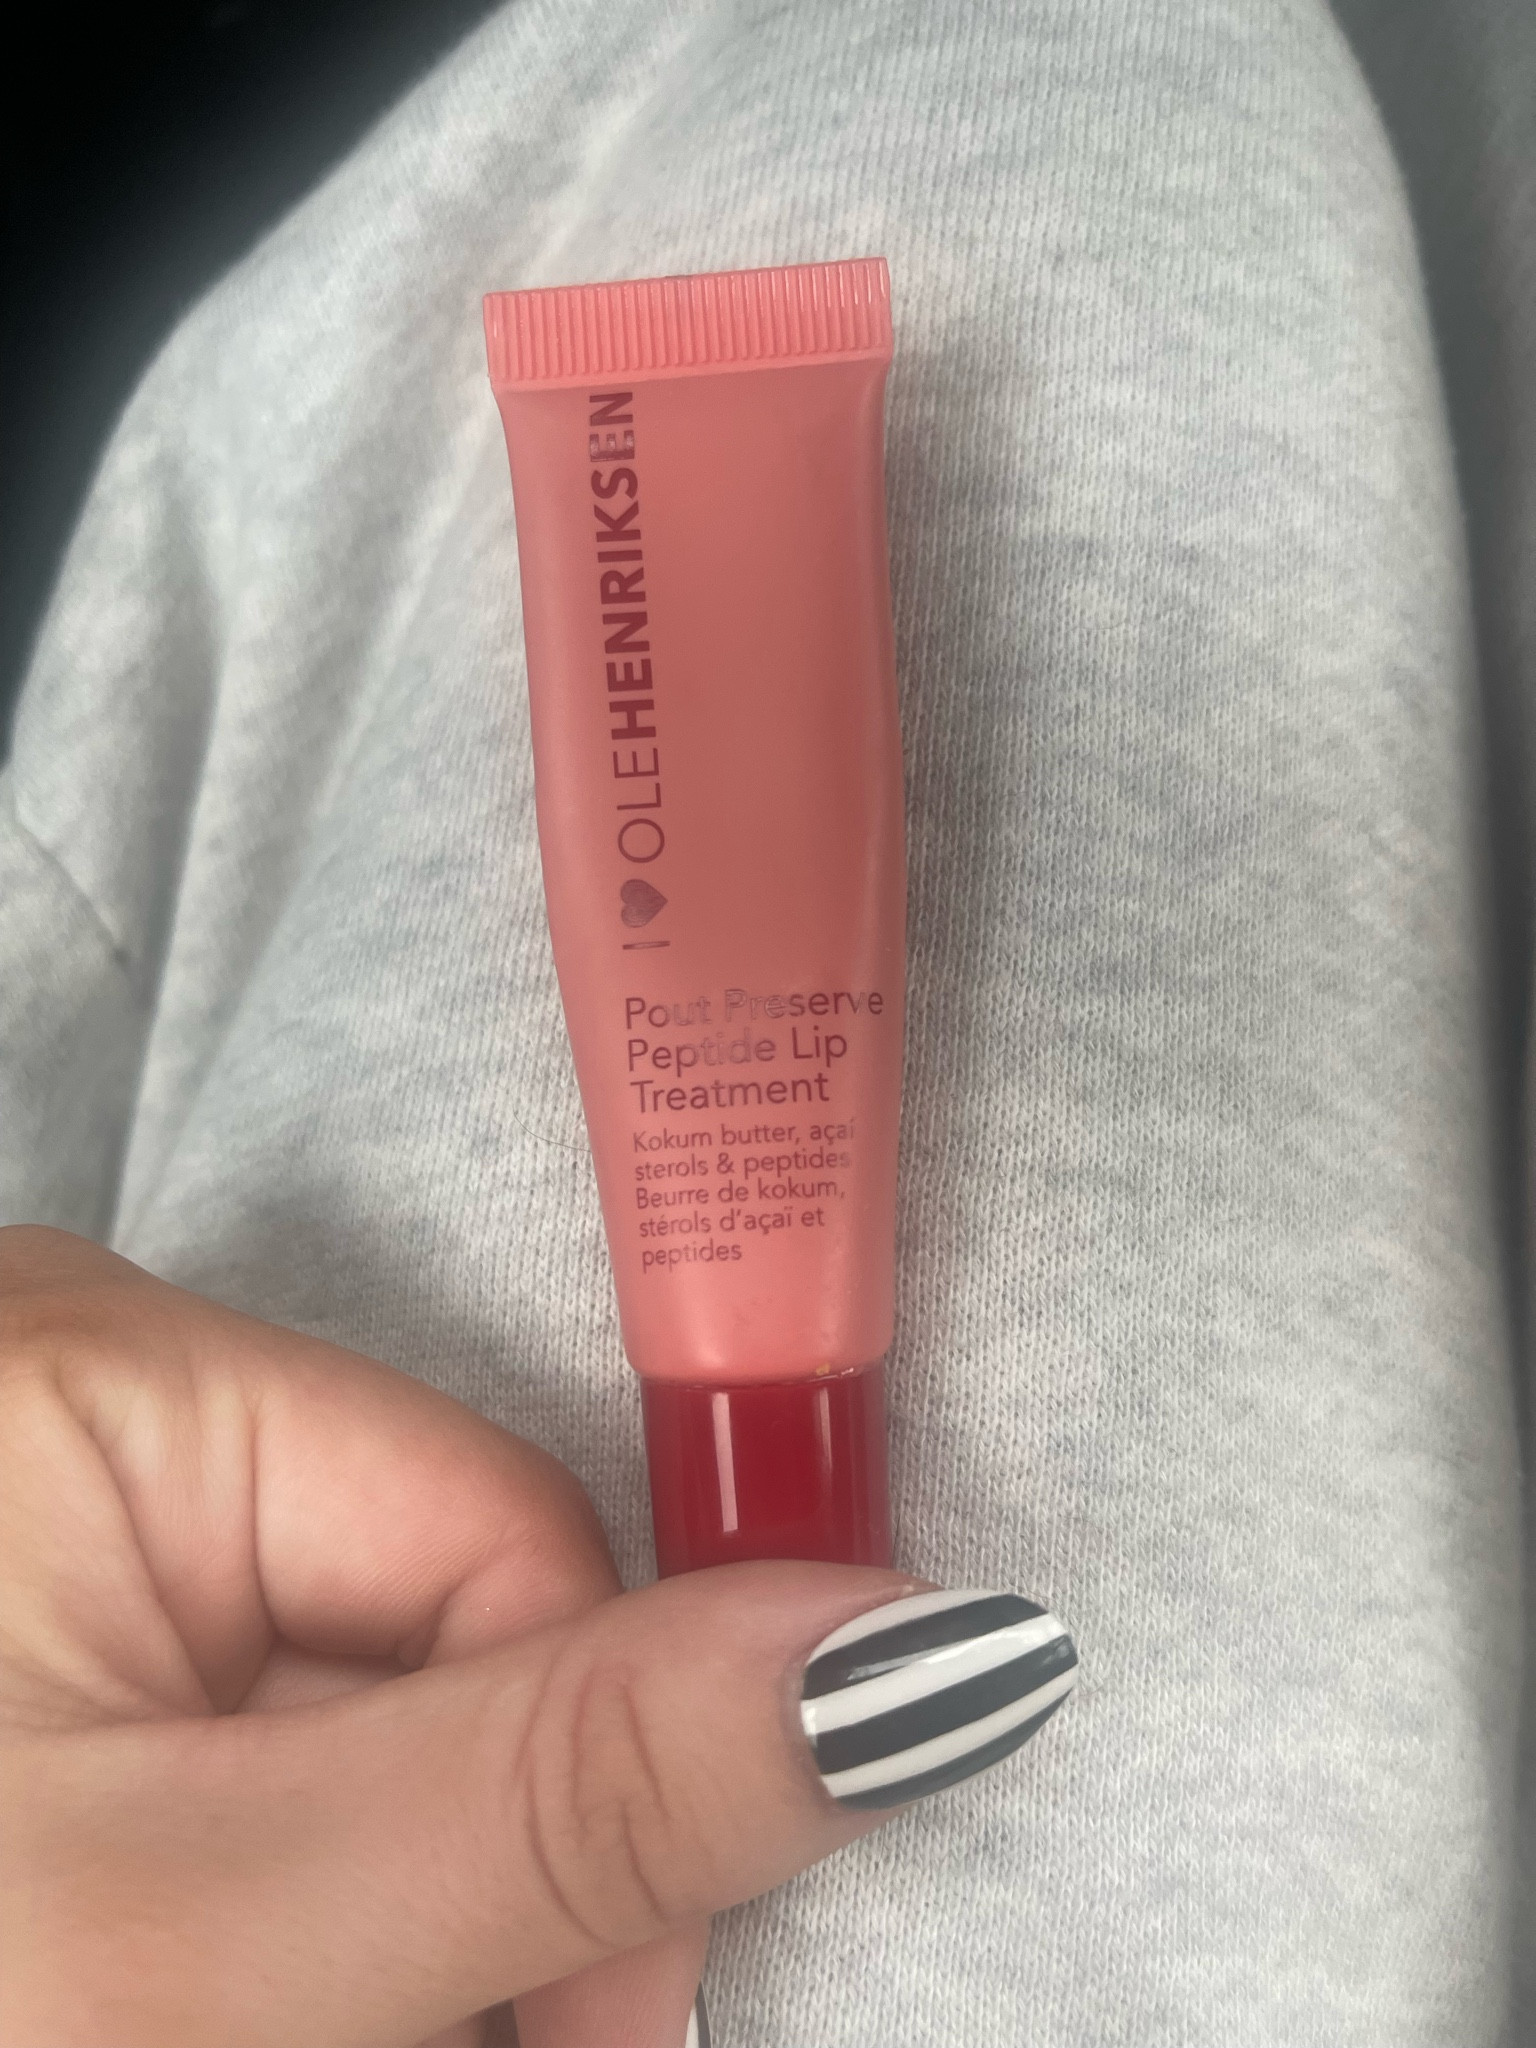 I ♥ OLEHENRIKSEN
Pout Preserve
Peptide Lip
Treatment
Kokum butter, açaí
sterols & peptides
Beurre de kokum,
stérols d'açaï et
peptides